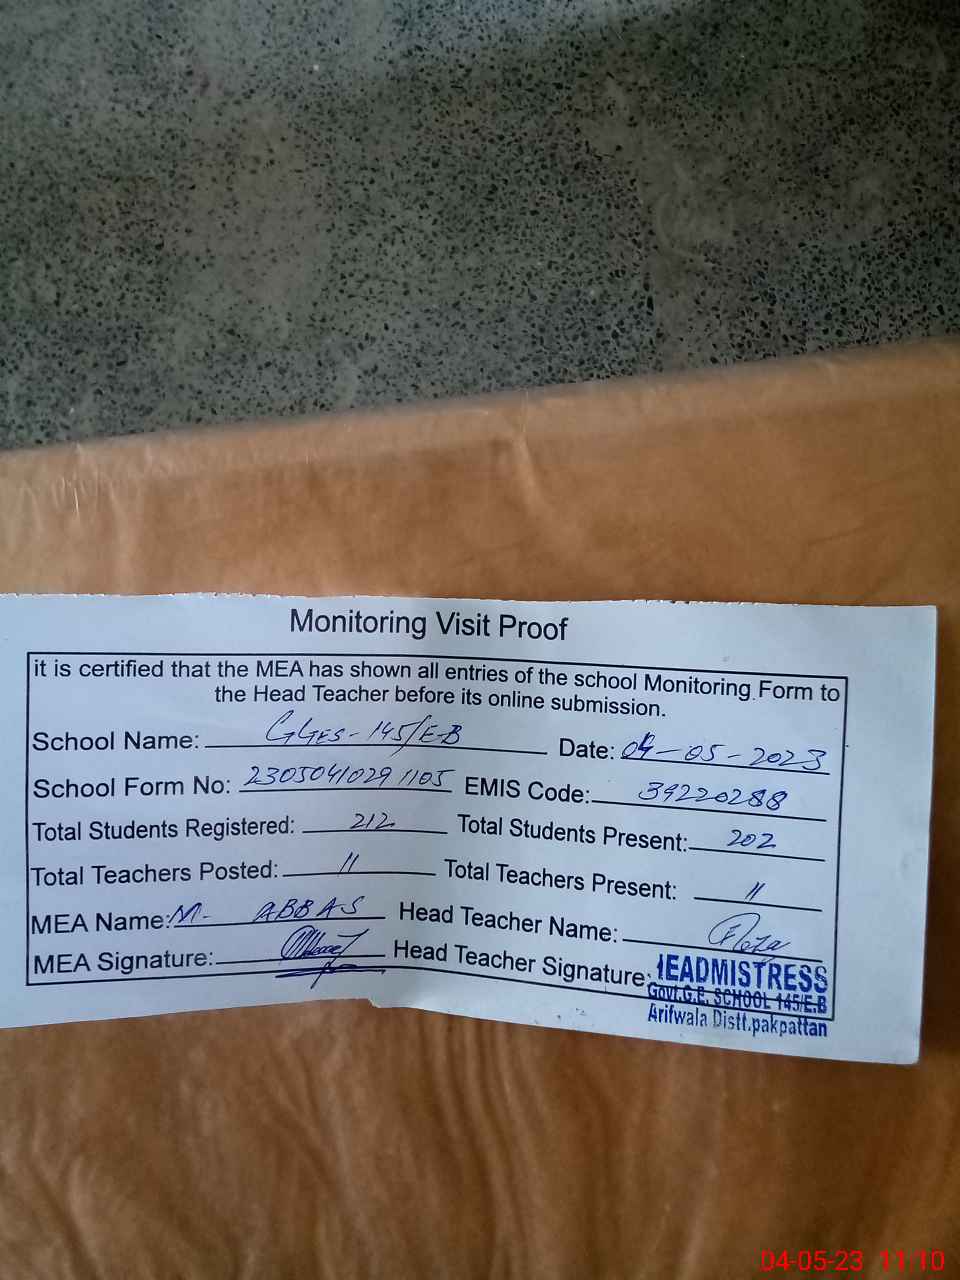 Monitoring Visit Proof
it is certified that the MEA has shown all entries of the school Monitoring Form to
the Head Teacher before its online submission.
School Name: GGES-145/E-B Date: 04-05-2023
School Form No: 23050410291105 EMIS Code: 39220288
Total Students Registered: 212 Total Students Present: 202
Total Teachers Posted: 11 Total Teachers Present: 11
MEA Name: M- ABBAS Head Teacher Name:
MEA Signature: Head Teacher Signature:
HEADMISTRESS
Govt.G.E. SCHOOL 145/E.B
Arifwala Distt.pakpattan
04-05-23 11:10